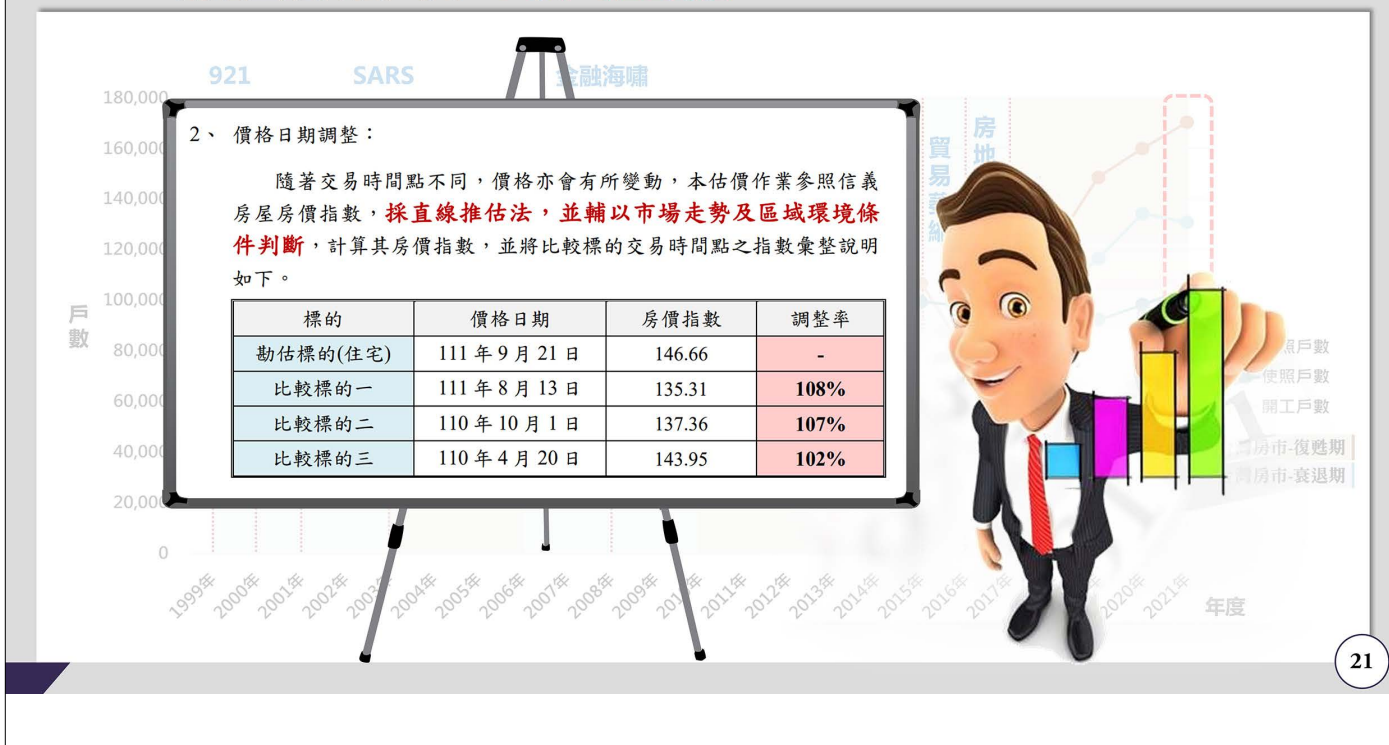 921 SARS 金融海嘯
180,000
160,000
140,000
120,000
100,000
80,000
60,000
40,000
20,000
0
戶數
2、 價格日期調整：
隨著交易時間點不同，價格亦會有所變動，本估價作業參照信義
房屋房價指數，採直線推估法，並輔以市場走勢及區域環境條
件判斷，計算其房價指數，並將比較標的交易時間點之指數彙整說明
如下。
標的 價格日期 房價指數 調整率
勘估標的(住宅) 111 年 9 月 21 日 146.66 -
比較標的一 111 年 8 月 13 日 135.31 108%
比較標的二 110 年 10 月 1 日 137.36 107%
比較標的三 110 年 4 月 20 日 143.95 102%
貿易
房地
照戶數
使照戶數
開工戶數
房市-復甦期
房市-衰退期
1999年 2000年 2001年 2002年 2003年 2004年 2005年 2006年 2007年 2008年 2009年 2011年 2012年 2013年 2014年 2015年 2016年 2017年 2020年 2021年
年度
21